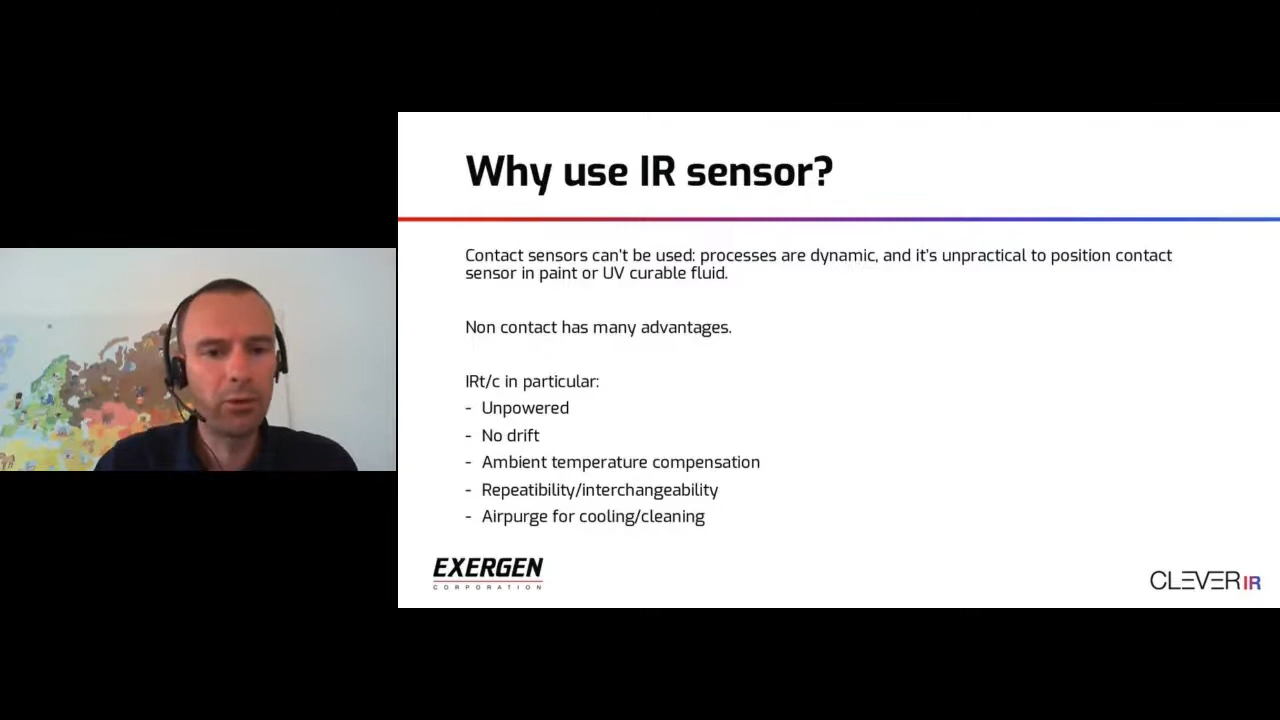 Why use IR sensor?
Contact sensors can't be used: processes are dynamic, and it's unpractical to position contact
sensor in paint or UV curable fluid.
Non contact has many advantages.
IRt/c in particular:
- Unpowered
- No drift
- Ambient temperature compensation
- Repeatibility/interchangeability
- Airpurge for cooling/cleaning
EXERGEN
CORPORATION
CLEVER IR